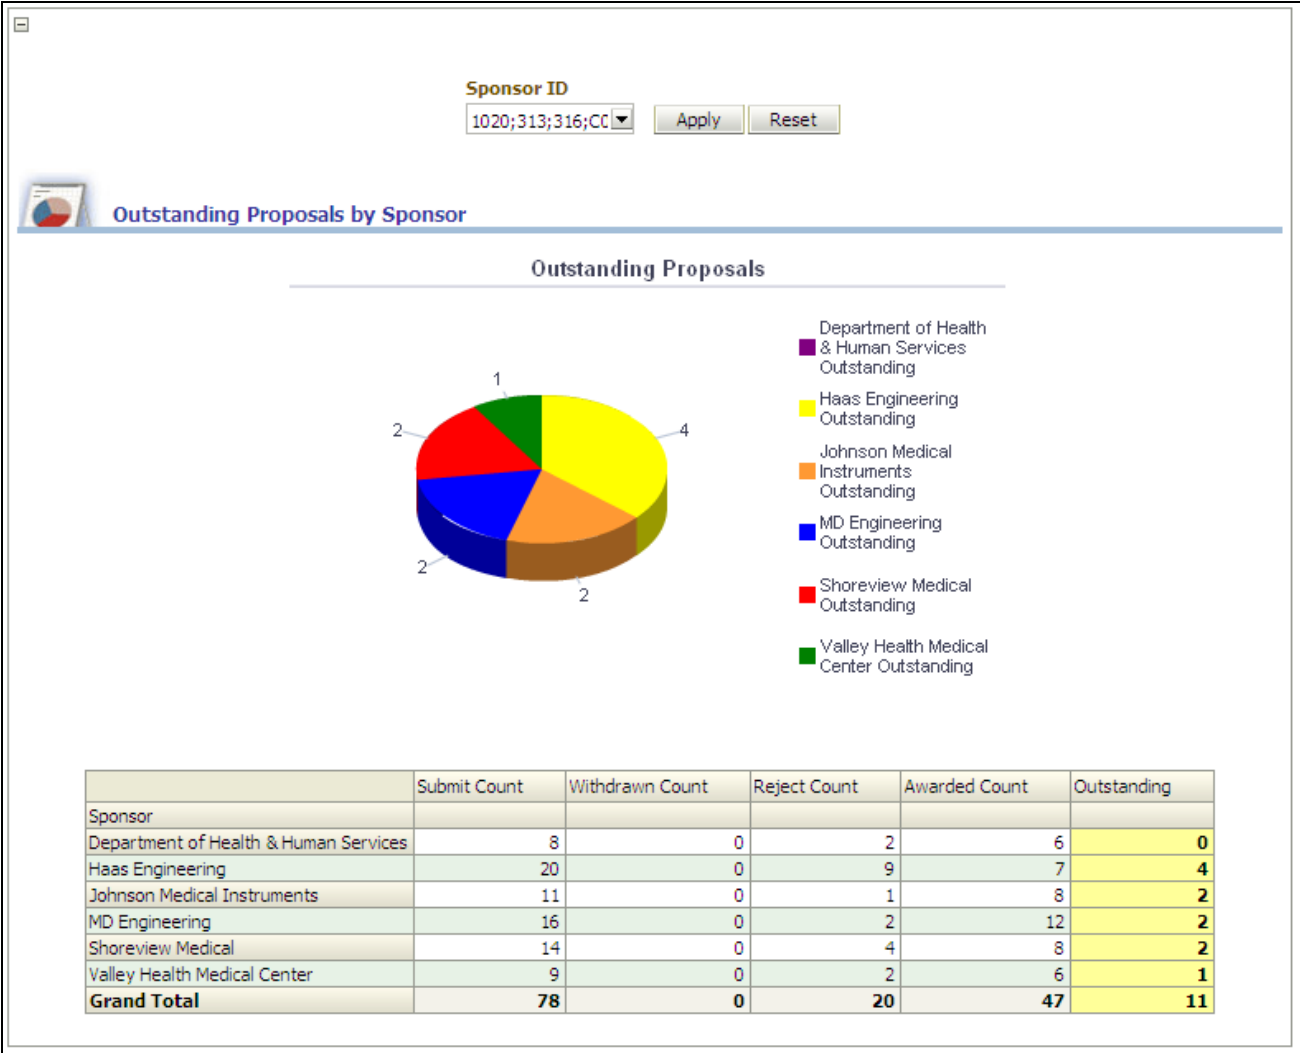 Sponsor ID
1020;313;316;C0
Apply
Reset
Outstanding Proposals by Sponsor
Outstanding Proposals
1
2
4
2
2
Department of Health
& Human Services
Outstanding
Haas Engineering
Outstanding
Johnson Medical
Instruments
Outstanding
MD Engineering
Outstanding
Shoreview Medical
Outstanding
Valley Health Medical
Center Outstanding
Submit Count Withdrawn Count Reject Count Awarded Count Outstanding
Sponsor
Department of Health & Human Services 8 0 2 6 0
Haas Engineering 20 0 9 7 4
Johnson Medical Instruments 11 0 1 8 2
MD Engineering 16 0 2 12 2
Shoreview Medical 14 0 4 8 2
Valley Health Medical Center 9 0 2 6 1
Grand Total 78 0 20 47 11